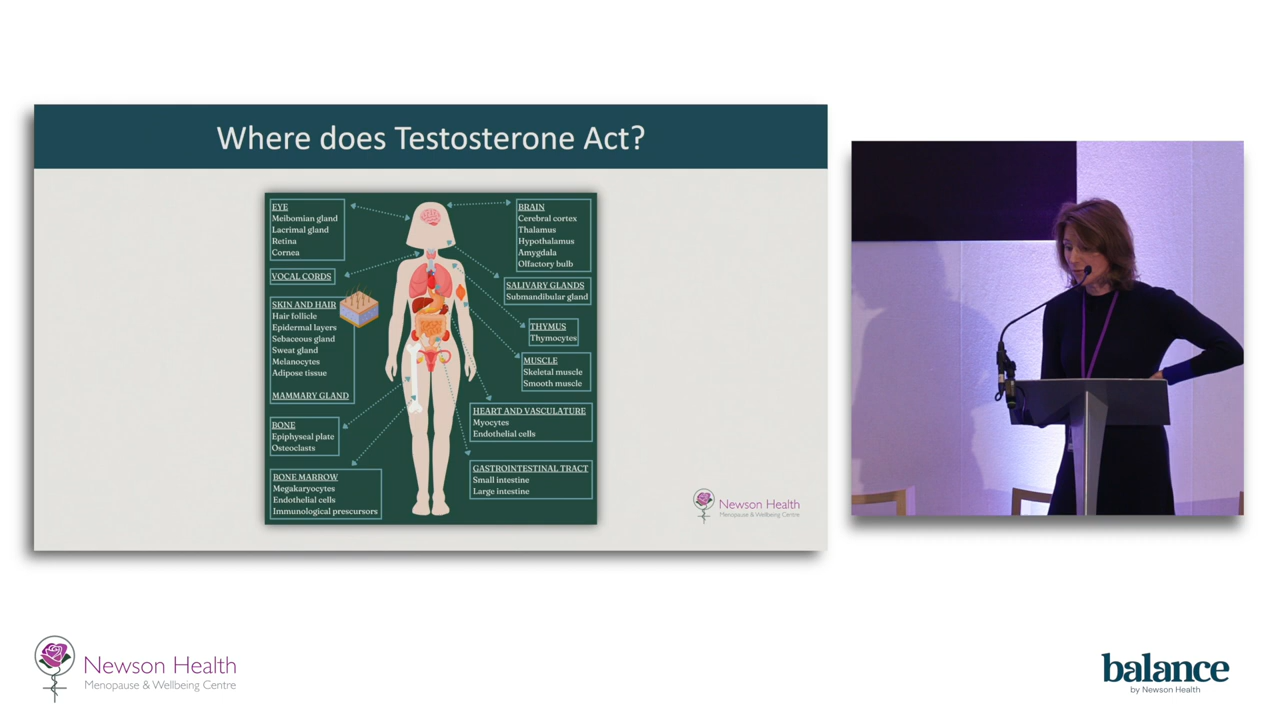 Where does Testosterone Act?
EYE
Meibomian gland
Lacrimal gland
Retina
Cornea
VOCAL CORDS
SKIN AND HAIR
Hair follicle
Epidermal layers
Sebaceous gland
Sweat gland
Melanocytes
Adipose tissue
MAMMARY GLAND
BONE
Epiphyseal plate
Osteoclasts
BONE MARROW
Megakaryocytes
Endothelial cells
Immunological prescursors
BRAIN
Cerebral cortex
Thalamus
Hypothalamus
Amygdala
Olfactory bulb
SALIVARY GLANDS
Submandibular gland
THYMUS
Thymocytes
MUSCLE
Skeletal muscle
Smooth muscle
HEART AND VASCULATURE
Myocytes
Endothelial cells
GASTROINTESTINAL TRACT
Small intestine
Large intestine
Newson Health
Menopause & Wellbeing Centre
Newson Health
Menopause & Wellbeing Centre
balance
by Newson Health